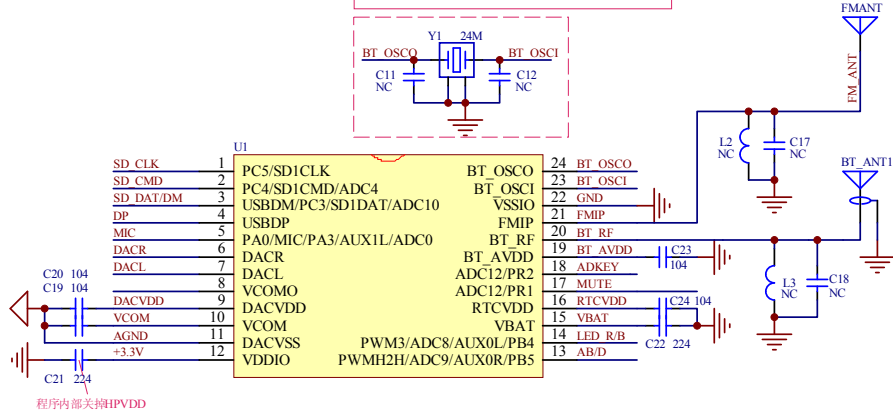 FMANT
Y1 24M
BT_OSCO
BT_OSCI
C11
NC
C12
NC
FM_ANT
L2
NC
C17
NC
BT_ANT1
U1
SD_CLK 1 PC5/SD1CLK BT_OSCO 24 BT_OSCO
SD_CMD 2 PC4/SD1CMD/ADC4 BT_OSCI 23 BT_OSCI
SD_DAT/DM 3 USBDM/PC3/SD1DAT/ADC10 VSSIO 22 GND
DP 4 USBDP FMIP 21 FMIP
MIC 5 PA0/MIC/PA3/AUX1L/ADC0 BT_RF 20 BT_RF
DACR 6 DACR BT_AVDD 19 BT_AVDD
C23
104
DACL 7 DACL ADC12/PR2 18 ADKEY
8 VCOMO ADC12/PR1 17 MUTE
C20 104
C19 104
DACVDD 9 DACVDD RTCVDD 16 RTCVDD
C24 104
VCOM 10 VCOM VBAT 15 VBAT
C22 224
AGND 11 DACVSS PWM3/ADC8/AUX0L/PB4 14 LED_R/B
+3.3V 12 VDDIO PWMH2H/ADC9/AUX0R/PB5 13 AB/D
C21 224
L3
NC
C18
NC
程序内部关掉HPVDD